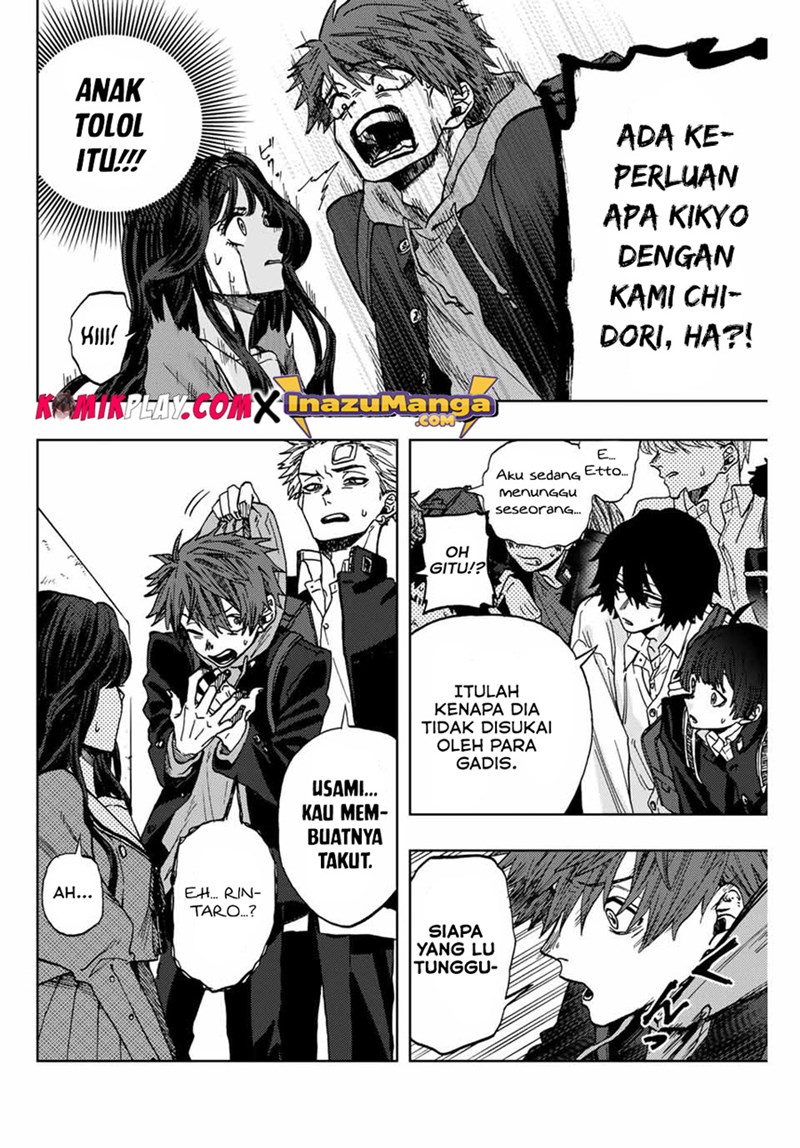 ADA KE-
PERLUAN
APA KIKYO
DENGAN
KAMI CHI-
DORI, HA?!
ANAK
TOLOL
ITU!!!
HIII!
KOMIKPLAY.COM X INAZUMANGA
.COM
E...
Etto...
Aku sedang
menunggu
seseorang...
OH
GITU!?
ITULAH
KENAPA DIA
TIDAK DISUKAI
OLEH PARA
GADIS.
SIAPA
YANG LU
TUNGGU-
USAMI...
KAU MEM-
BUATNYA
TAKUT.
EH... RIN-
TARO...?
AH...